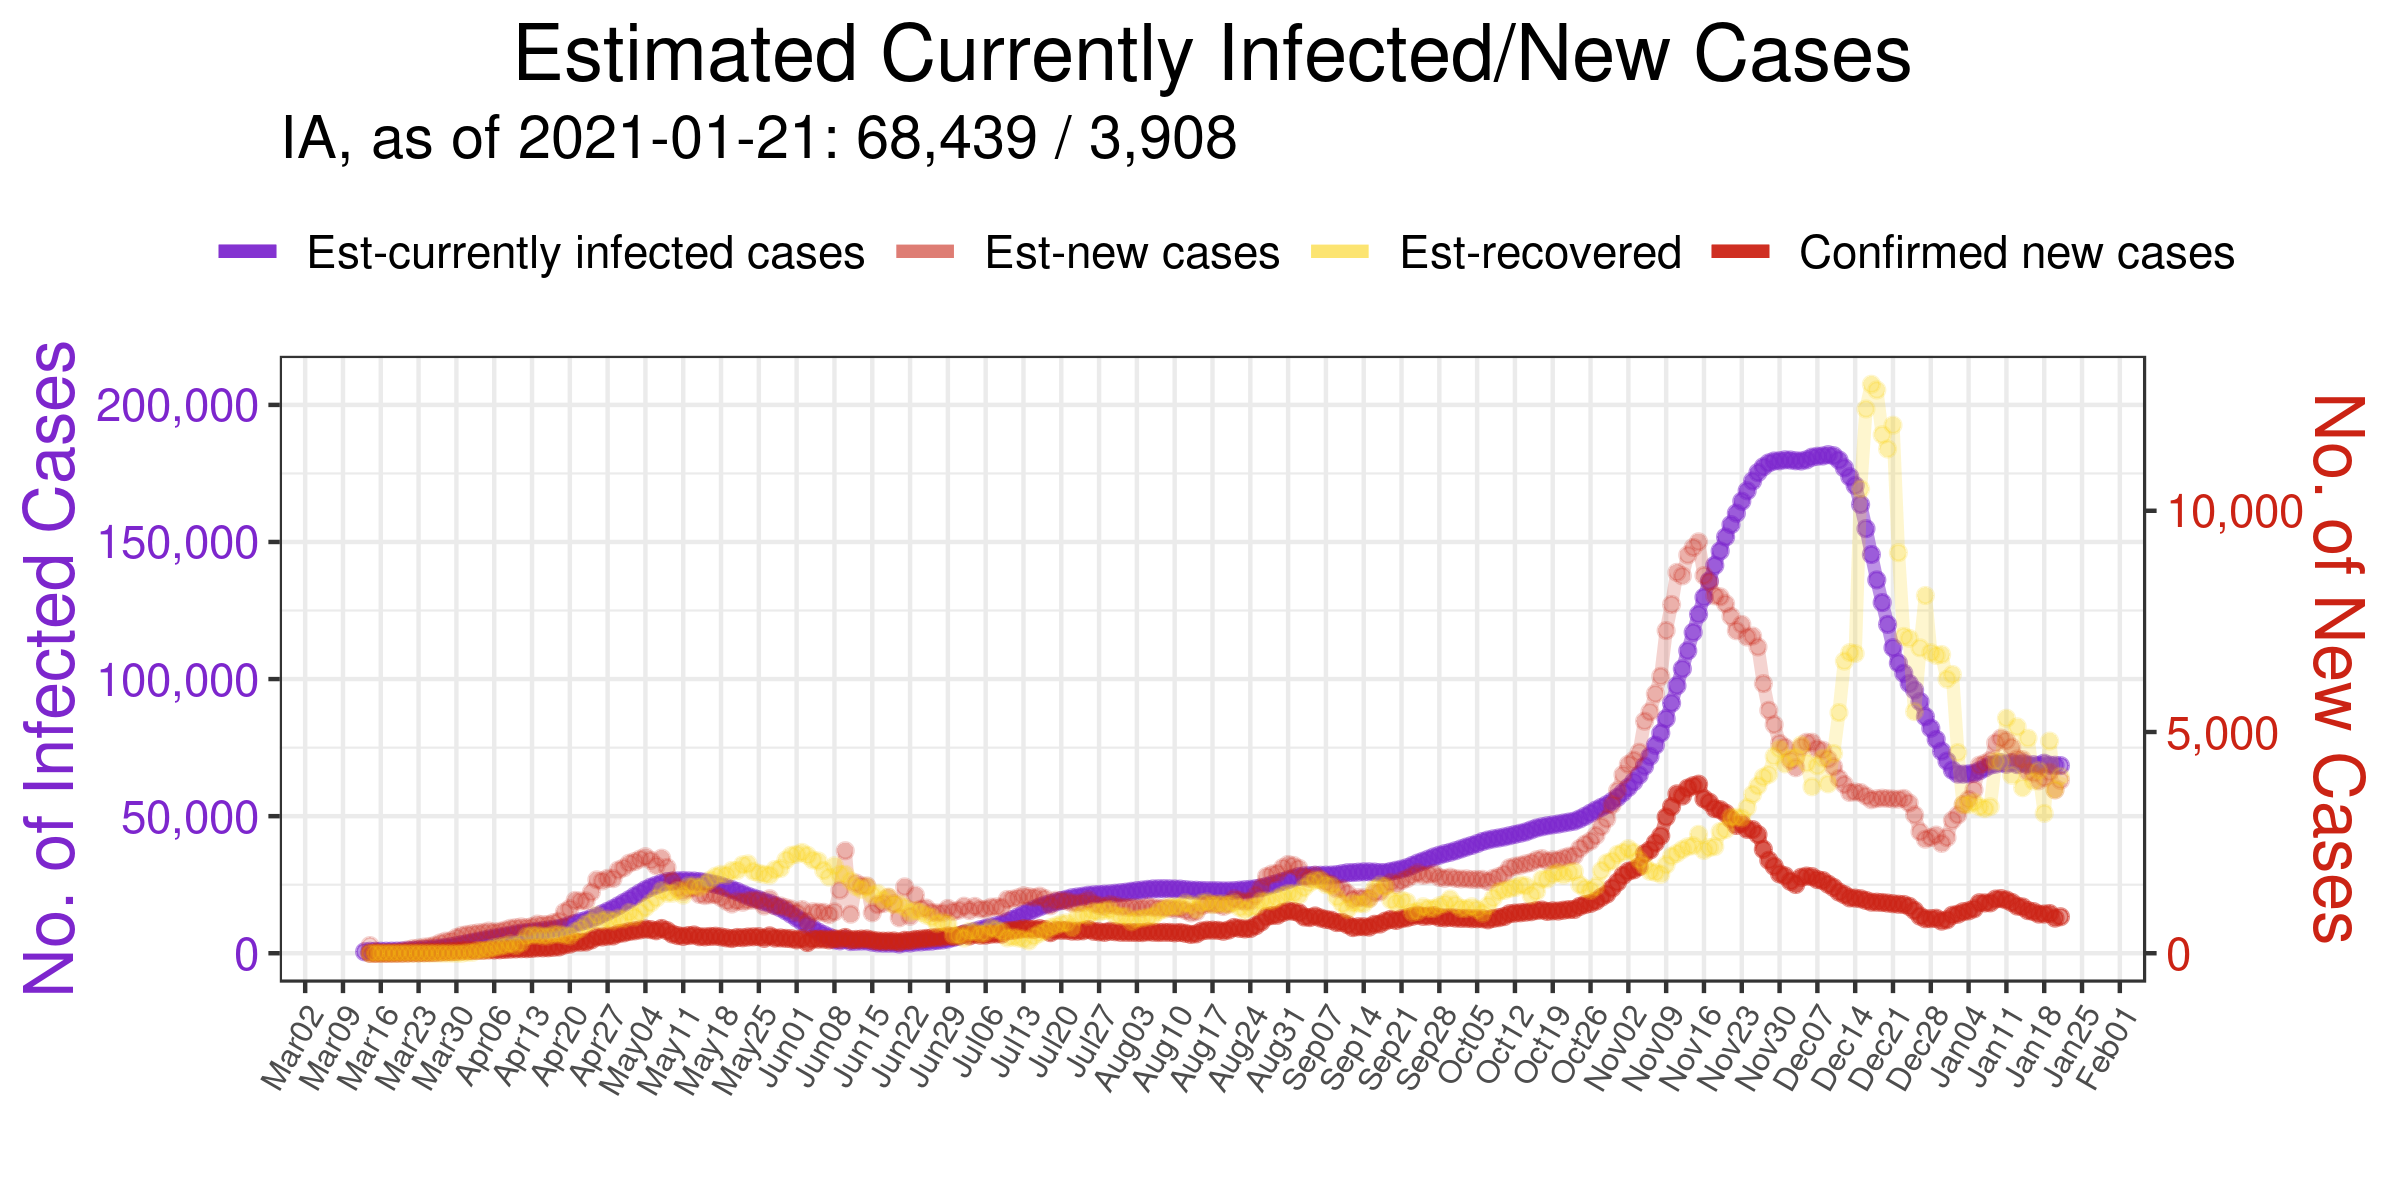 Estimated Currently Infected/New Cases
IA, as of 2021-01-21: 68,439 / 3,908
Est-currently infected cases Est-new cases Est-recovered Confirmed new cases
No. of Infected Cases
200,000
150,000
100,000
50,000
0
10,000
5,000
0
No. of New Cases
Mar02 Mar09 Mar16 Mar23 Mar30 Apr06 Apr13 Apr20 Apr27 May04 May11 May18 May25 Jun01 Jun08 Jun15 Jun22 Jun29 Jul06 Jul13 Jul20 Jul27 Aug03 Aug10 Aug17 Aug24 Aug31 Sep07 Sep14 Sep21 Sep28 Oct05 Oct12 Oct19 Oct26 Nov02 Nov09 Nov16 Nov23 Nov30 Dec07 Dec14 Dec21 Dec28 Jan04 Jan11 Jan18 Jan25 Feb01